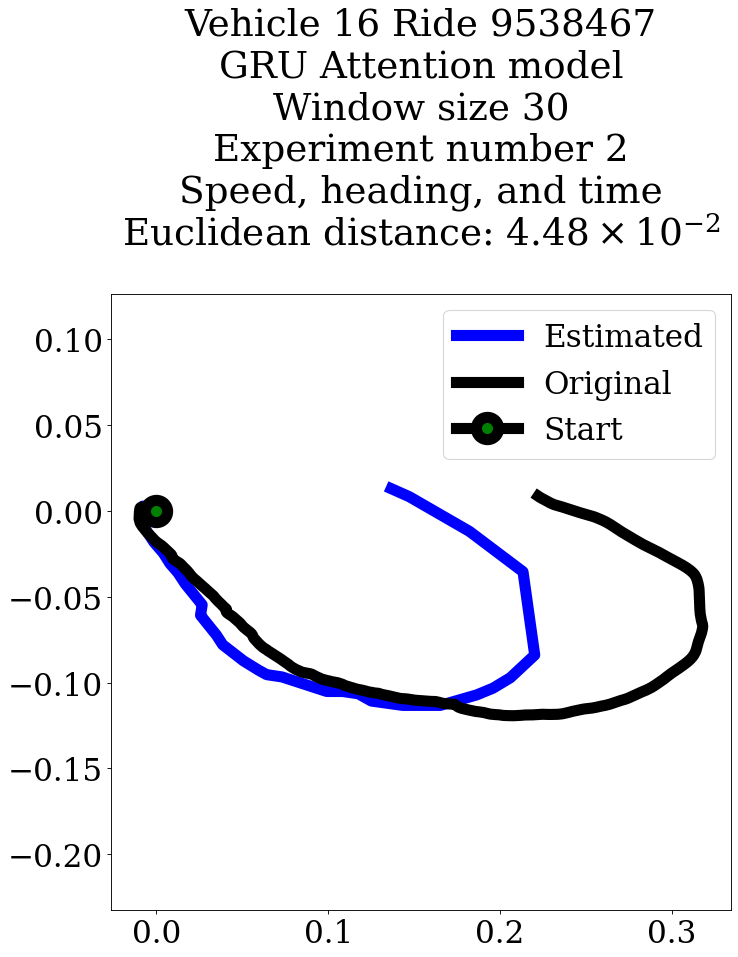 Vehicle 16 Ride 9538467
GRU Attention model
Window size 30
Experiment number 2
Speed, heading, and time
Euclidean distance: 4.48 × 10⁻²
Estimated
Original
Start
0.10
0.05
0.00
−0.05
−0.10
−0.15
−0.20
0.0 0.1 0.2 0.3